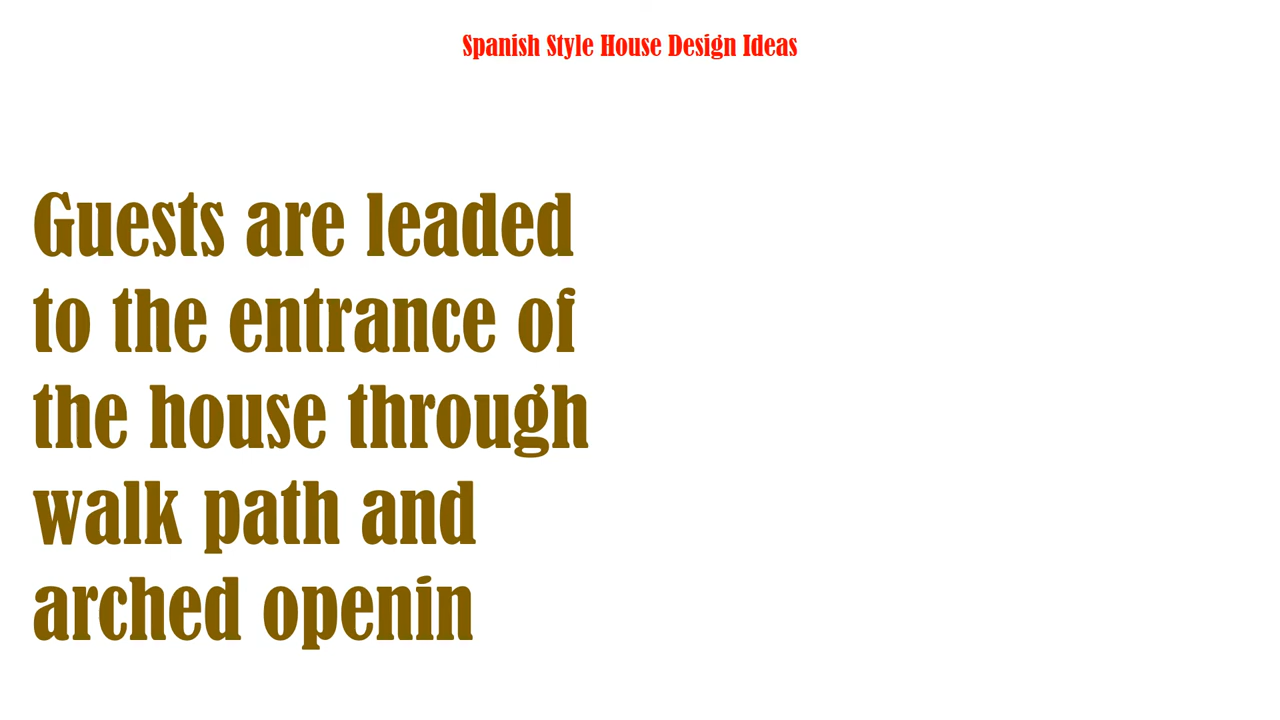 Spanish Style House Design Ideas
Guests are leaded
to the entrance of
the house through
walk path and
arched openin